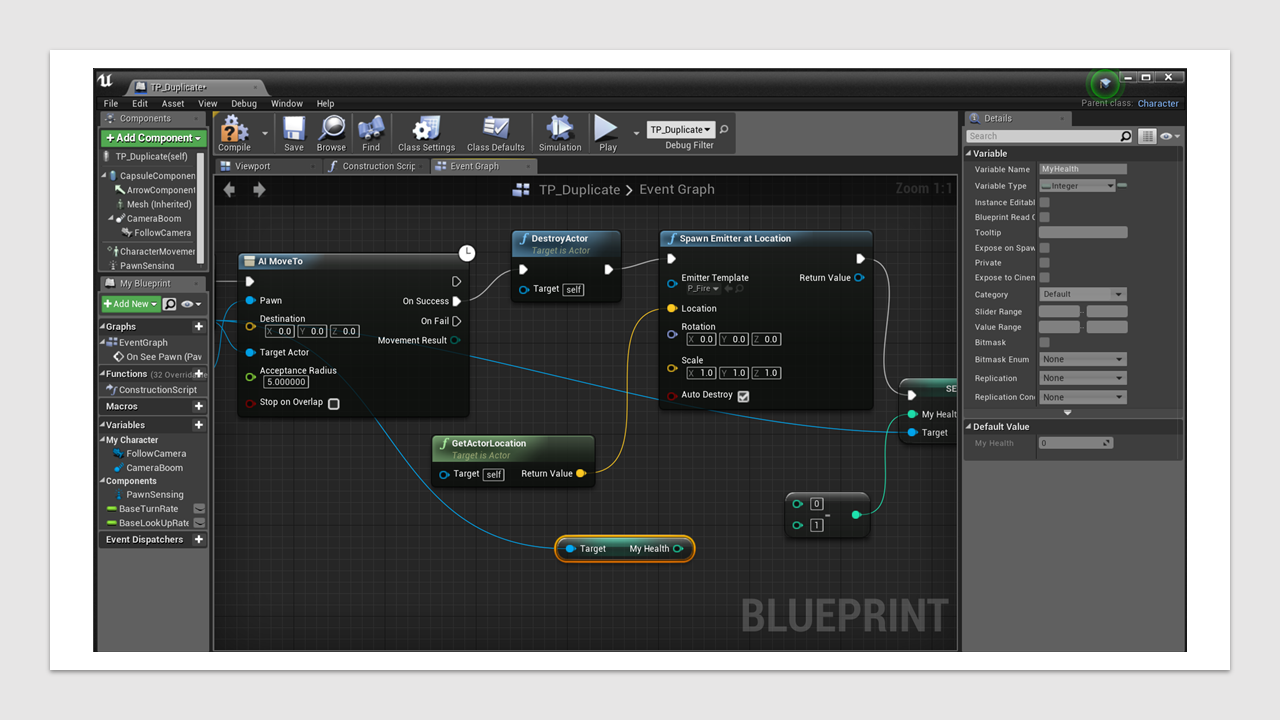 TP_Duplicate*
File Edit Asset View Debug Window Help
Parent class: Character
Components
+ Add Component
TP_Duplicate(self)
CapsuleComponen
ArrowComponent
Mesh (Inherited)
CameraBoom
FollowCamera
CharacterMovemen
PawnSensing
My Blueprint
+ Add New
Graphs +
EventGraph
On See Pawn (Pav
Functions (32 Overrida +
ConstructionScript
Macros +
Variables +
My Character
FollowCamera
CameraBoom
Components
PawnSensing
BaseTurnRate
BaseLookUpRate
Event Dispatchers +
Compile
Save
Browse
Find
Class Settings
Class Defaults
Simulation
Play
TP_Duplicate
Debug Filter
Viewport
Construction Scrip
Event Graph
TP_Duplicate > Event Graph
Zoom 1:1
AI MoveTo
On Success
Pawn
On Fail
Destination
X 0.0 Y 0.0 Z 0.0
Movement Result
Target Actor
Acceptance Radius
5.000000
Stop on Overlap
DestroyActor
Target is Actor
Target self
Spawn Emitter at Location
Emitter Template
P_Fire
Return Value
Location
Rotation
X 0.0 Y 0.0 Z 0.0
Scale
X 1.0 Y 1.0 Z 1.0
Auto Destroy
GetActorLocation
Target is Actor
Target self Return Value
Target My Health
0
-
1
SE
My Healt
Target
BLUEPRINT
Details
Search
Variable
Variable Name MyHealth
Variable Type Integer
Instance Editabl
Blueprint Read O
Tooltip
Expose on Spaw
Private
Expose to Cinen
Category Default
Slider Range
Value Range
Bitmask
Bitmask Enum None
Replication None
Replication Con None
Default Value
My Health 0